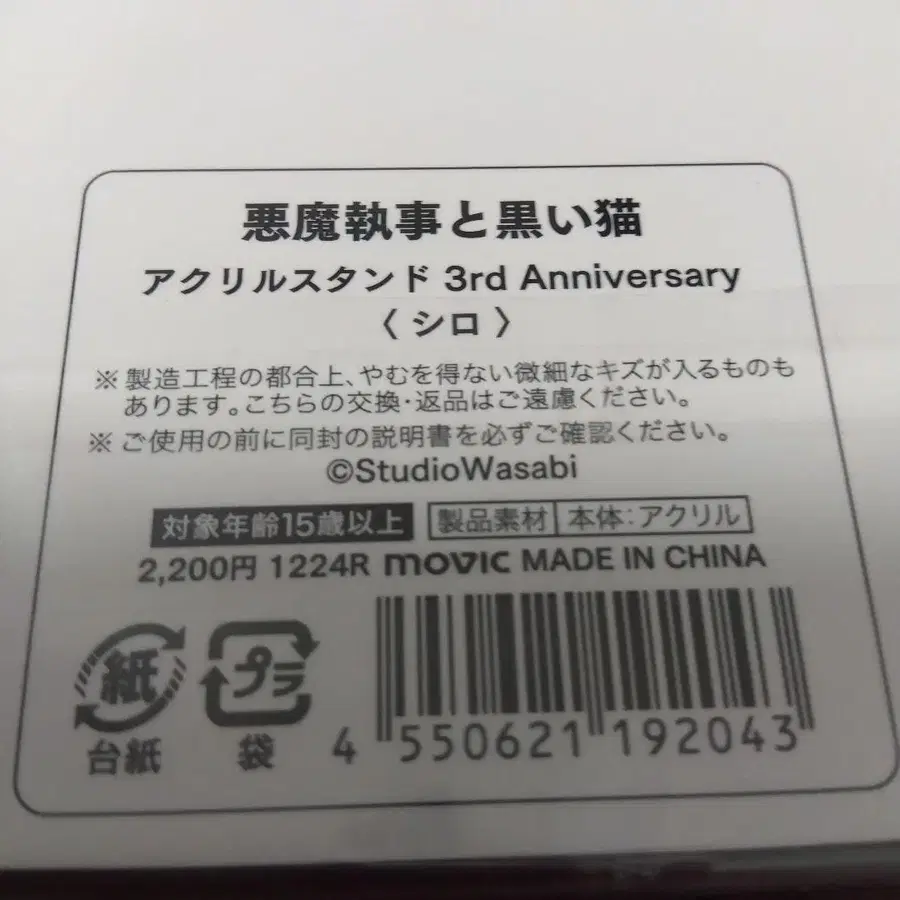 悪魔執事と黒い猫
アクリルスタンド 3rd Anniversary
〈 シロ 〉
※ 製造工程の都合上、やむを得ない微細なキズが入るものも
あります。こちらの交換・返品はご遠慮ください。
※ ご使用の前に同封の説明書を必ずご確認ください。
©StudioWasabi
対象年齢15歳以上 製品素材 本体：アクリル
2,200円 1224R movic MADE IN CHINA
紙 プラ
台紙 袋 4 550621 192043